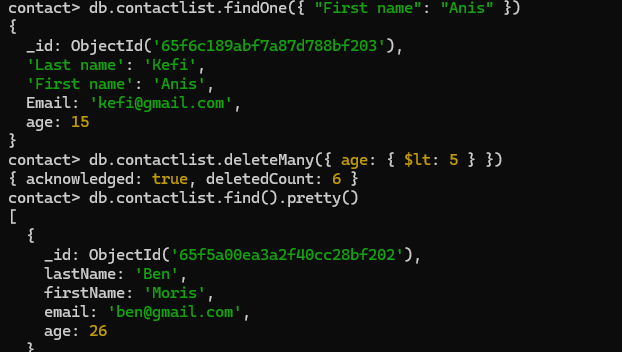 contact> db.contactlist.findOne({ "First name": "Anis" })
{
  _id: ObjectId('65f6c189abf7a87d788bf203'),
  'Last name': 'Kefi',
  'First name': 'Anis',
  Email: 'kefi@gmail.com',
  age: 15
}
contact> db.contactlist.deleteMany({ age: { $lt: 5 } })
{ acknowledged: true, deletedCount: 6 }
contact> db.contactlist.find().pretty()
[
  {
    _id: ObjectId('65f5a00ea3a2f40cc28bf202'),
    lastName: 'Ben',
    firstName: 'Moris',
    email: 'ben@gmail.com',
    age: 26
  }